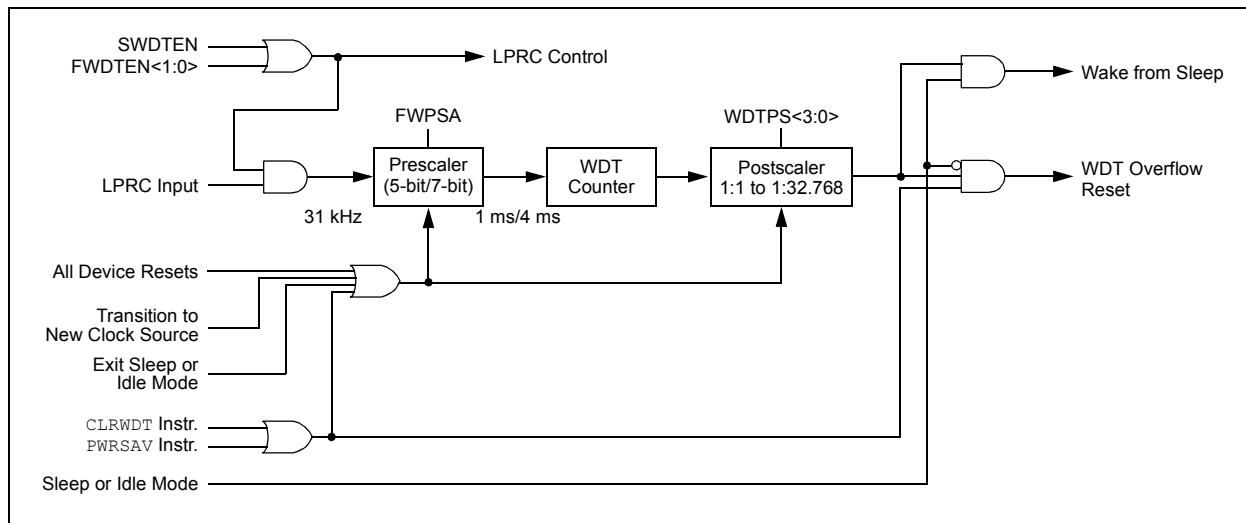 SWDTEN
FWDTEN<1:0>
LPRC Control
Wake from Sleep
FWPSA
WDTPS<3:0>
LPRC Input
Prescaler
(5-bit/7-bit)
WDT
Counter
Postscaler
1:1 to 1:32.768
WDT Overflow
Reset
31 kHz
1 ms/4 ms
All Device Resets
Transition to
New Clock Source
Exit Sleep or
Idle Mode
CLRWDT Instr.
PWRSAV Instr.
Sleep or Idle Mode